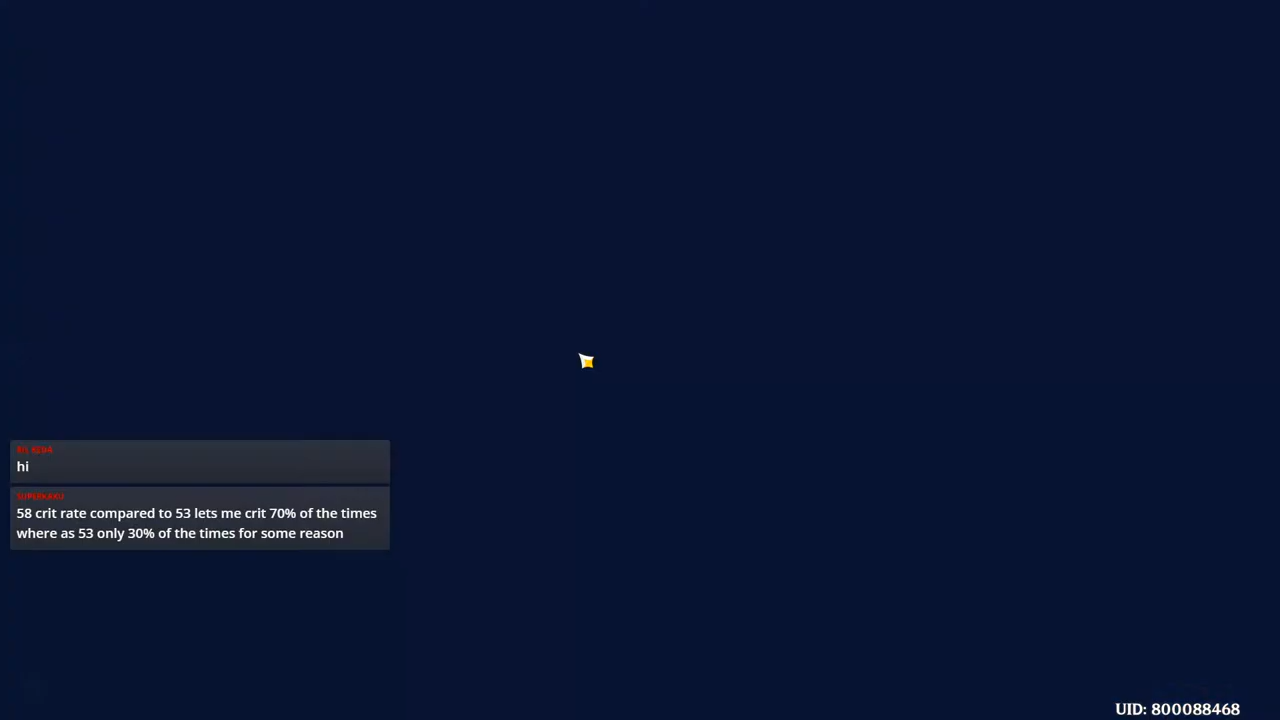 hi
SUPERKAKU
58 crit rate compared to 53 lets me crit 70% of the times
where as 53 only 30% of the times for some reason
UID: 800088468